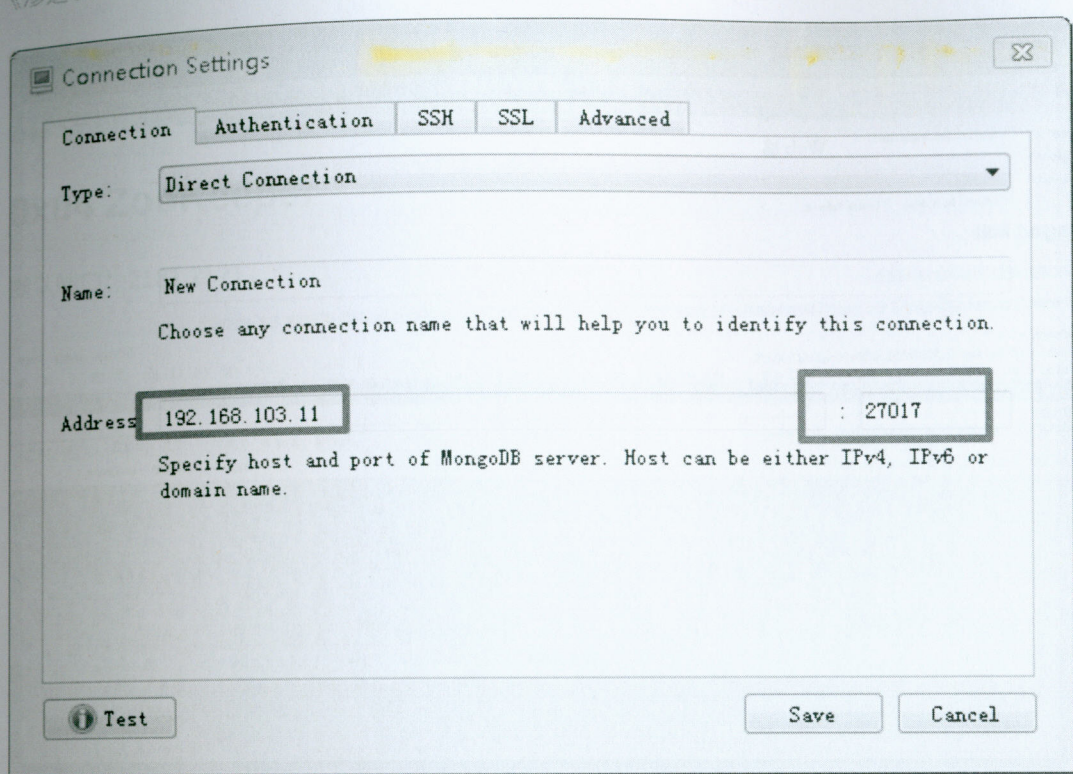 Connection Settings
Connection Authentication SSH SSL Advanced
Type: Direct Connection
Name: New Connection
Choose any connection name that will help you to identify this connection.
Address 192.168.103.11 : 27017
Specify host and port of MongoDB server. Host can be either IPv4, IPv6 or
domain name.
Test Save Cancel